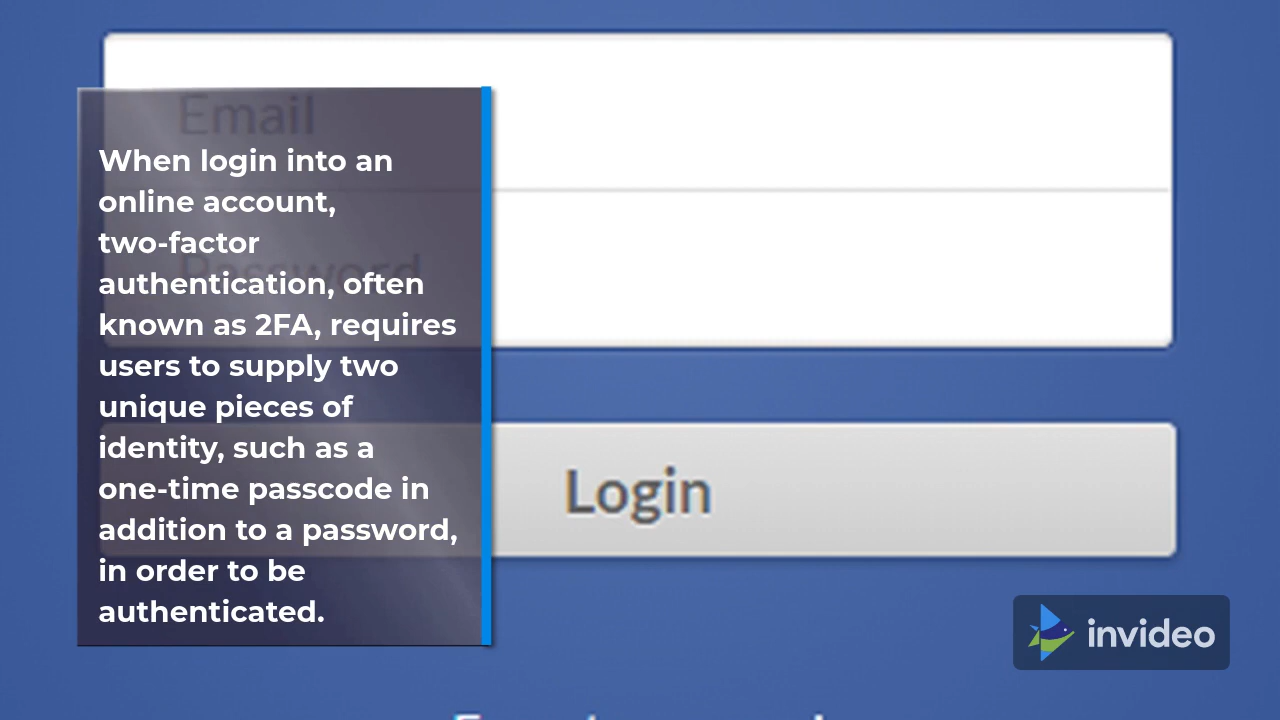 Email
When login into an
online account,
two-factor
Password
authentication, often
known as 2FA, requires
users to supply two
unique pieces of
identity, such as a
one-time passcode in
addition to a password,
in order to be
authenticated.
Login
invideo